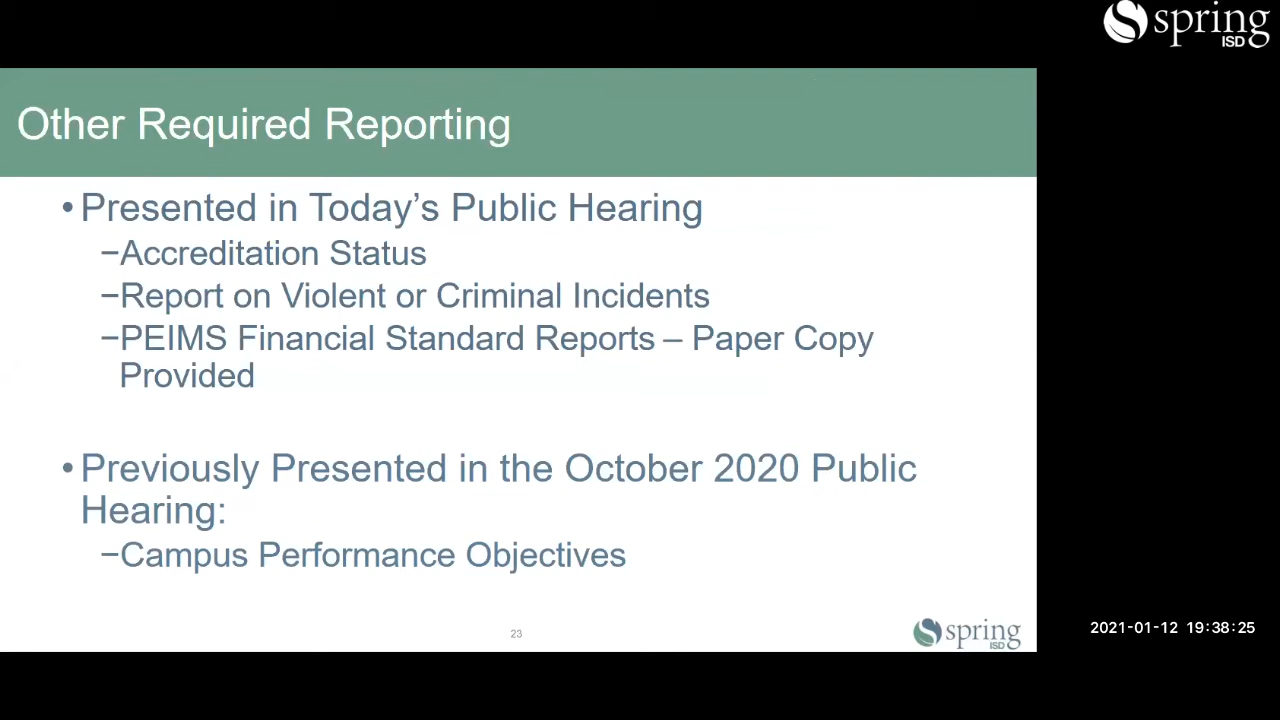 spring
ISD
Other Required Reporting
•Presented in Today's Public Hearing
–Accreditation Status
–Report on Violent or Criminal Incidents
–PEIMS Financial Standard Reports – Paper Copy
Provided
•Previously Presented in the October 2020 Public
Hearing:
–Campus Performance Objectives
23
spring
ISD
2021-01-12 19:38:25